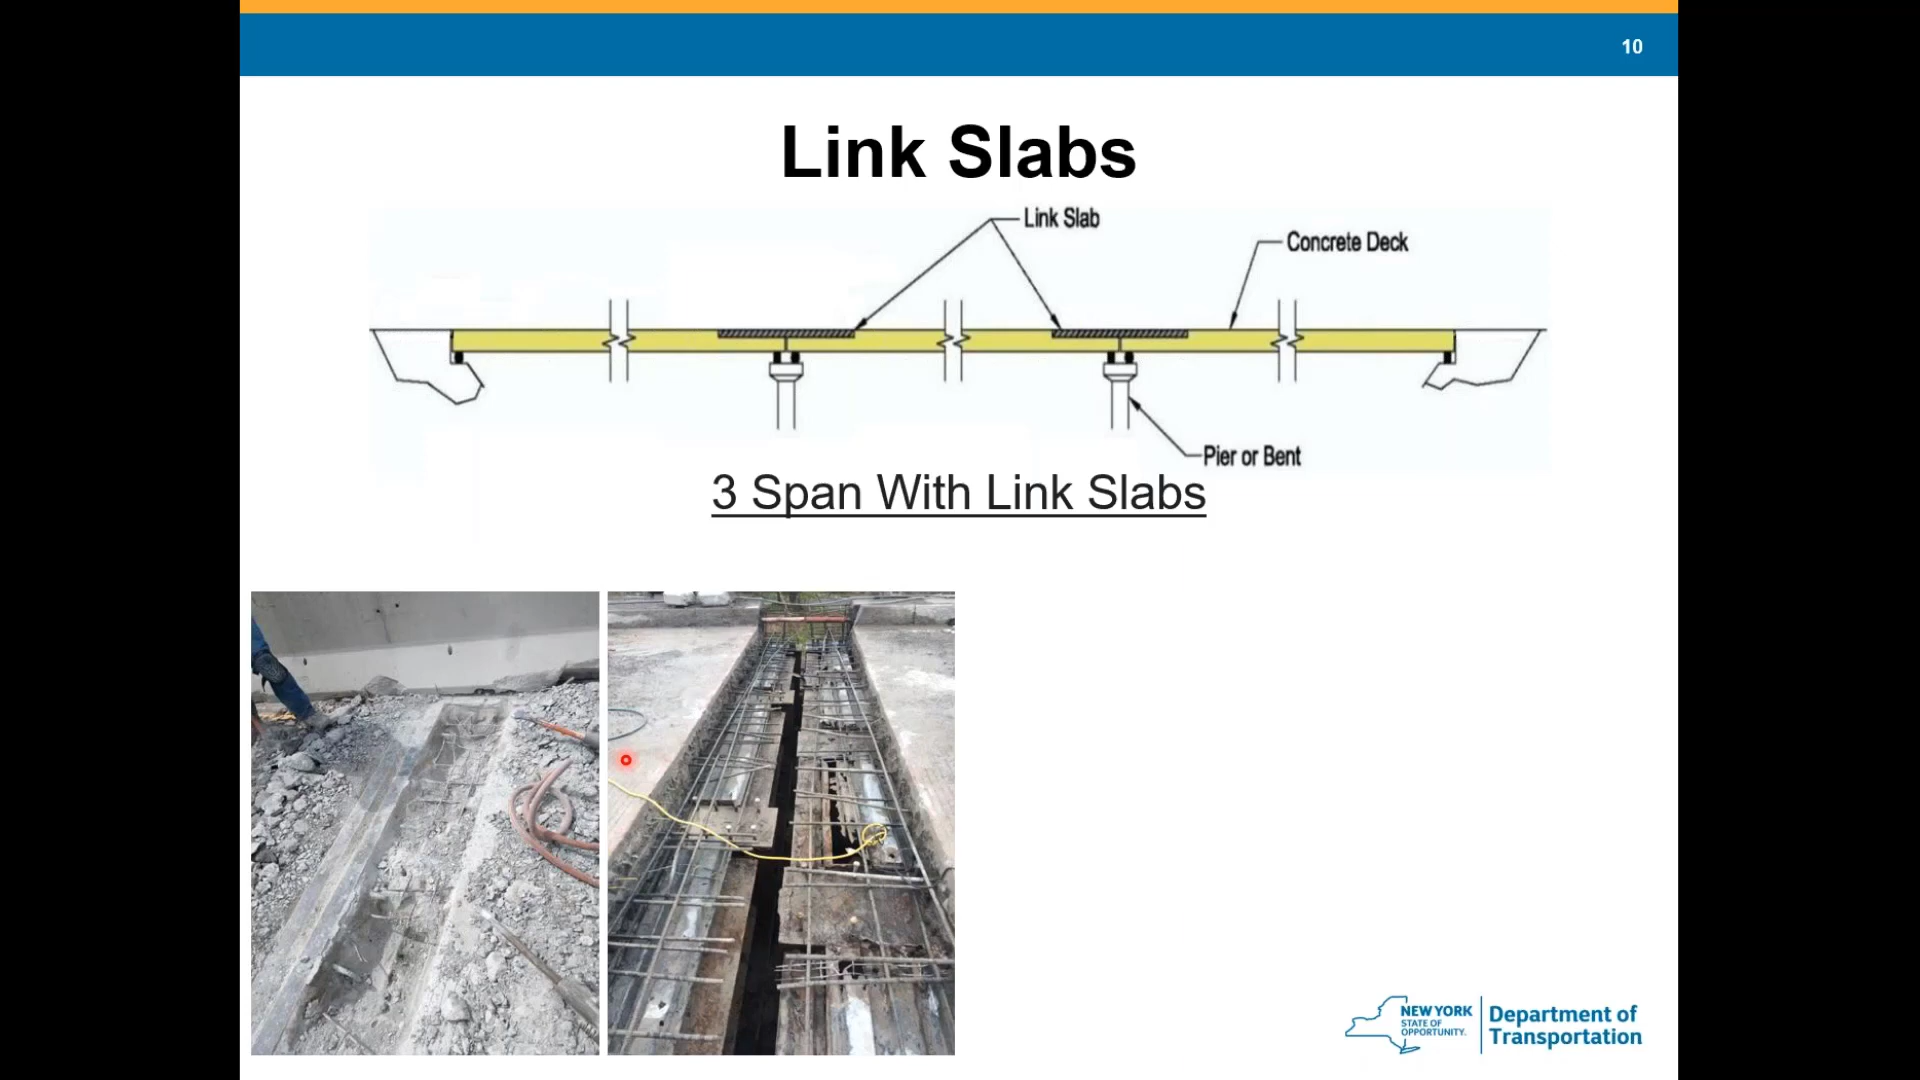 10
Link Slabs
Link Slab
Concrete Deck
Pier or Bent
3 Span With Link Slabs
NEW YORK
STATE OF
OPPORTUNITY.
Department of
Transportation